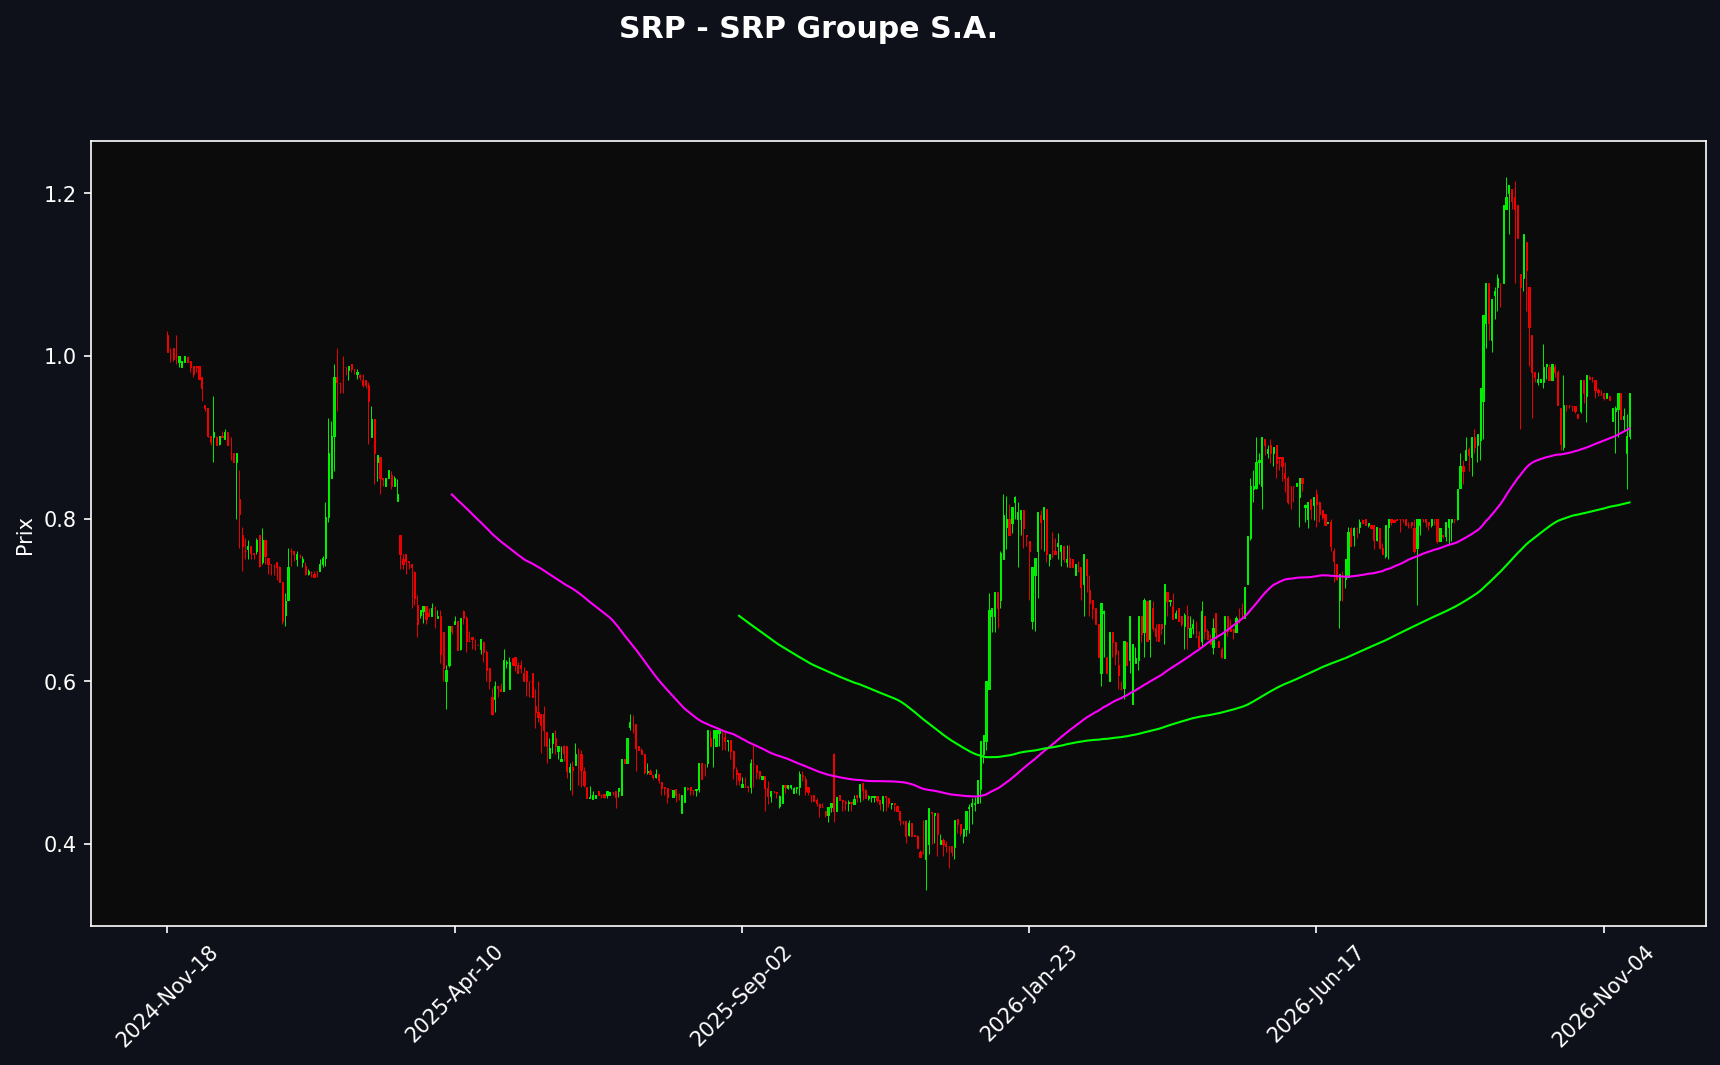 SRP - SRP Groupe S.A.
Prix
1.2
1.0
0.8
0.6
0.4
2024-Nov-18
2025-Apr-10
2025-Sep-02
2026-Jan-23
2026-Jun-17
2026-Nov-04